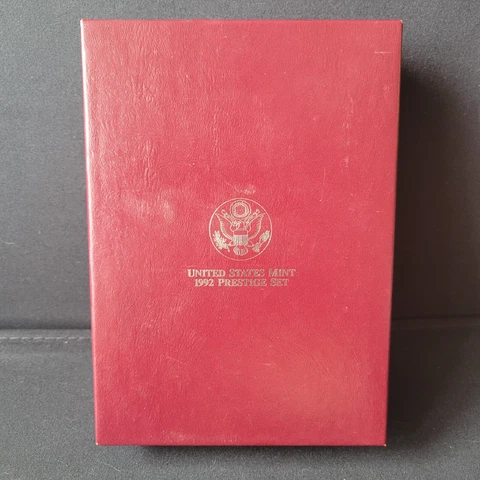 UNITED STATES MINT
1992 PRESTIGE SET